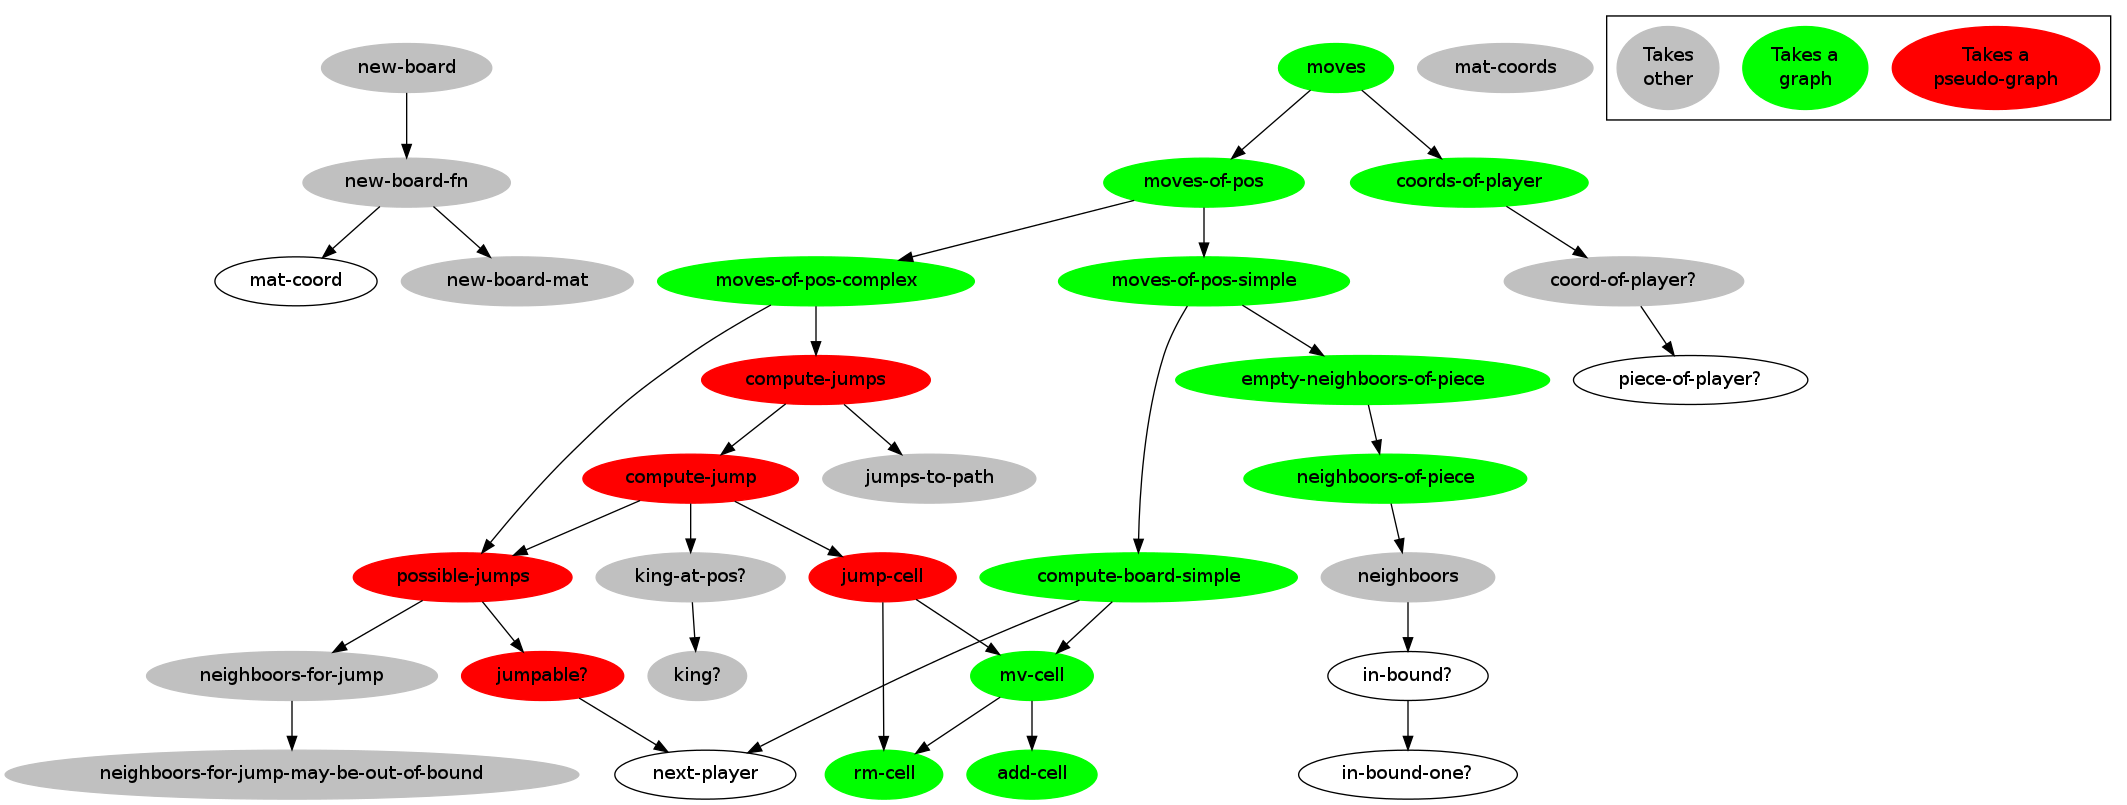 new-board
moves
mat-coords
Takes
other
Takes a
graph
Takes a
pseudo-graph
new-board-fn
moves-of-pos
coords-of-player
mat-coord
new-board-mat
moves-of-pos-complex
moves-of-pos-simple
coord-of-player?
compute-jumps
empty-neighboors-of-piece
piece-of-player?
compute-jump
jumps-to-path
neighboors-of-piece
possible-jumps
king-at-pos?
jump-cell
compute-board-simple
neighboors
neighboors-for-jump
jumpable?
king?
mv-cell
in-bound?
neighboors-for-jump-may-be-out-of-bound
next-player
rm-cell
add-cell
in-bound-one?